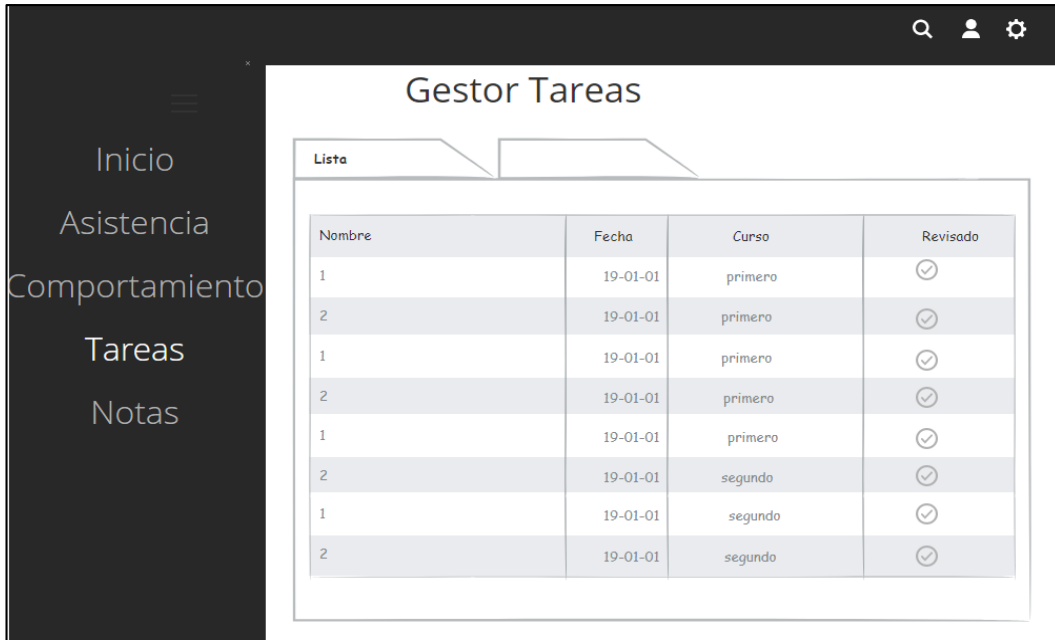 Gestor Tareas
Inicio
Asistencia
Comportamiento
Tareas
Notas
Lista
Nombre Fecha Curso Revisado
1 19-01-01 primero
2 19-01-01 primero
1 19-01-01 primero
2 19-01-01 primero
1 19-01-01 primero
2 19-01-01 segundo
1 19-01-01 segundo
2 19-01-01 segundo